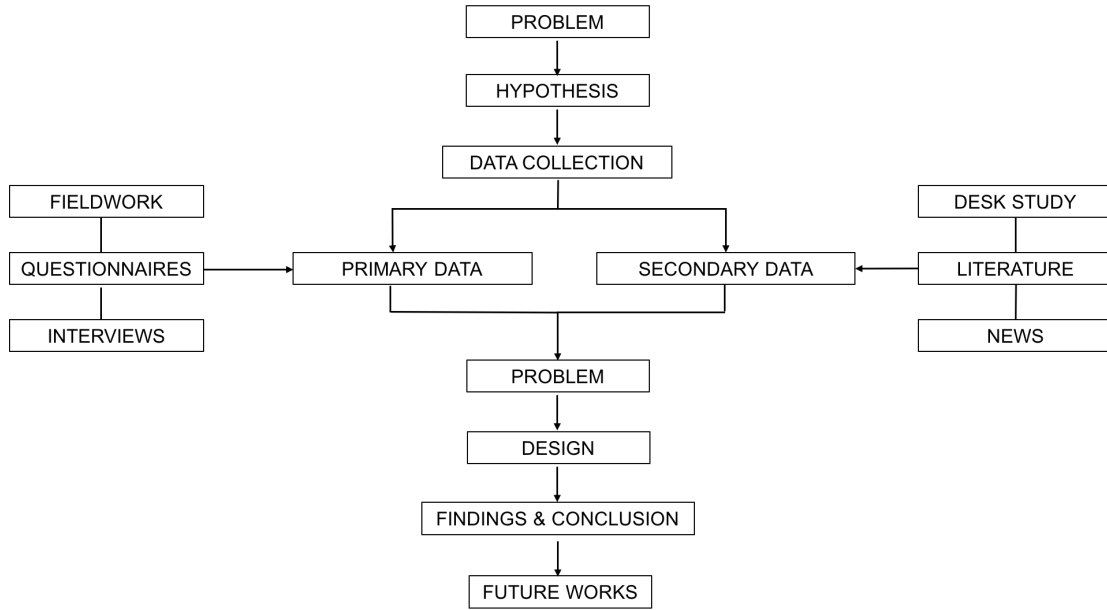 PROBLEM
HYPOTHESIS
DATA COLLECTION
FIELDWORK
DESK STUDY
QUESTIONNAIRES
PRIMARY DATA
SECONDARY DATA
LITERATURE
INTERVIEWS
NEWS
PROBLEM
DESIGN
FINDINGS & CONCLUSION
FUTURE WORKS